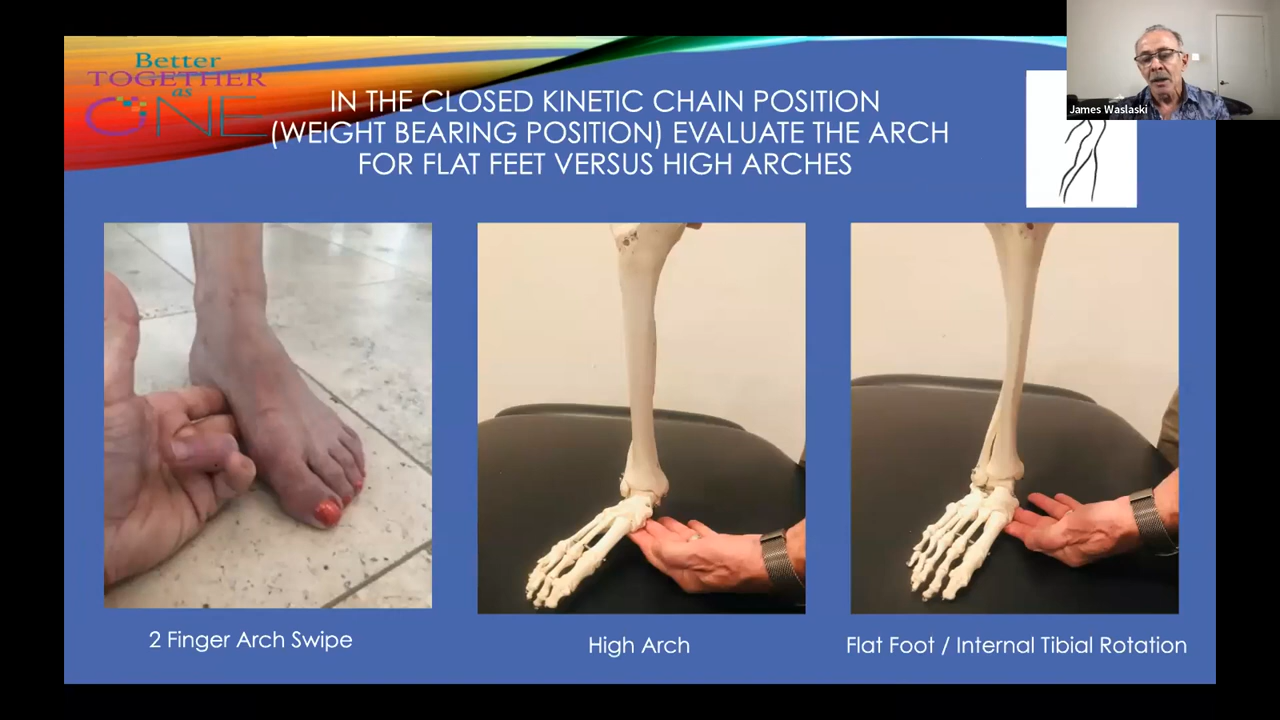 Better
TOGETHER
as
ONE
IN THE CLOSED KINETIC CHAIN POSITION
(WEIGHT BEARING POSITION) EVALUATE THE ARCH
FOR FLAT FEET VERSUS HIGH ARCHES
James Waslaski
2 Finger Arch Swipe
High Arch
Flat Foot / Internal Tibial Rotation